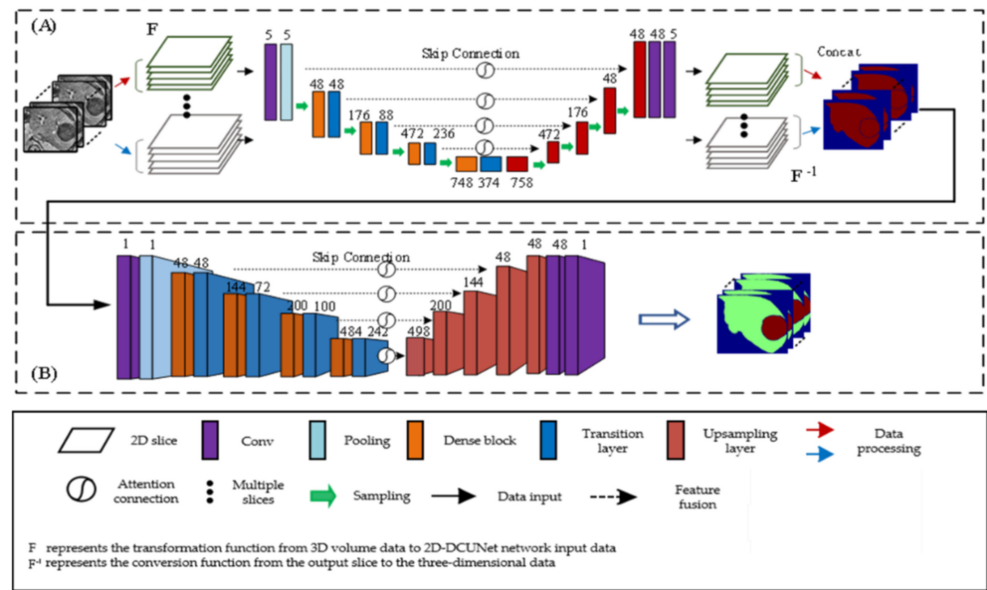 (A)
F
5 5
Skip Connection
48 48 5
Concat
48 48
48
176 88
176
472 236
472
748 374 758
F -1
1 1
48 48
Skip Connection
48 48 1
48
144 72
144
200 100
200
484 242
498
(B)
2D slice
Conv
Pooling
Dense block
Transition
layer
Upsampling
layer
Data
processing
Attention
connection
Multiple
slices
Sampling
Data input
Feature
fusion
F represents the transformation function from 3D volume data to 2D-DCUNet network input data
F-1 represents the conversion function from the output slice to the three-dimensional data